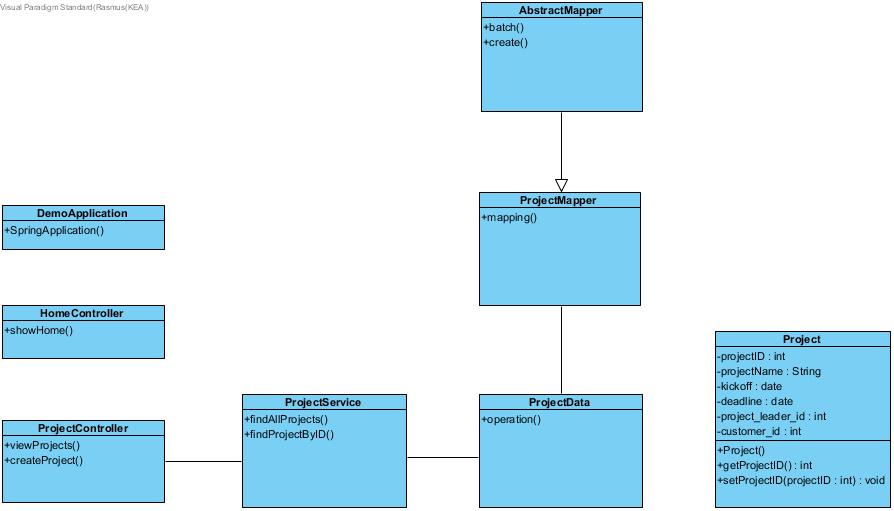 Visual Paradigm Standard(Rasmus(KEA))
AbstractMapper
+batch()
+create()
ProjectMapper
+mapping()
DemoApplication
+SpringApplication()
HomeController
+showHome()
ProjectController
+viewProjects()
+createProject()
ProjectService
+findAllProjects()
+findProjectByID()
ProjectData
+operation()
Project
-projectID : int
-projectName : String
-kickoff : date
-deadline : date
-project_leader_id : int
-customer_id : int
+Project()
+getProjectID() : int
+setProjectID(projectID : int) : void